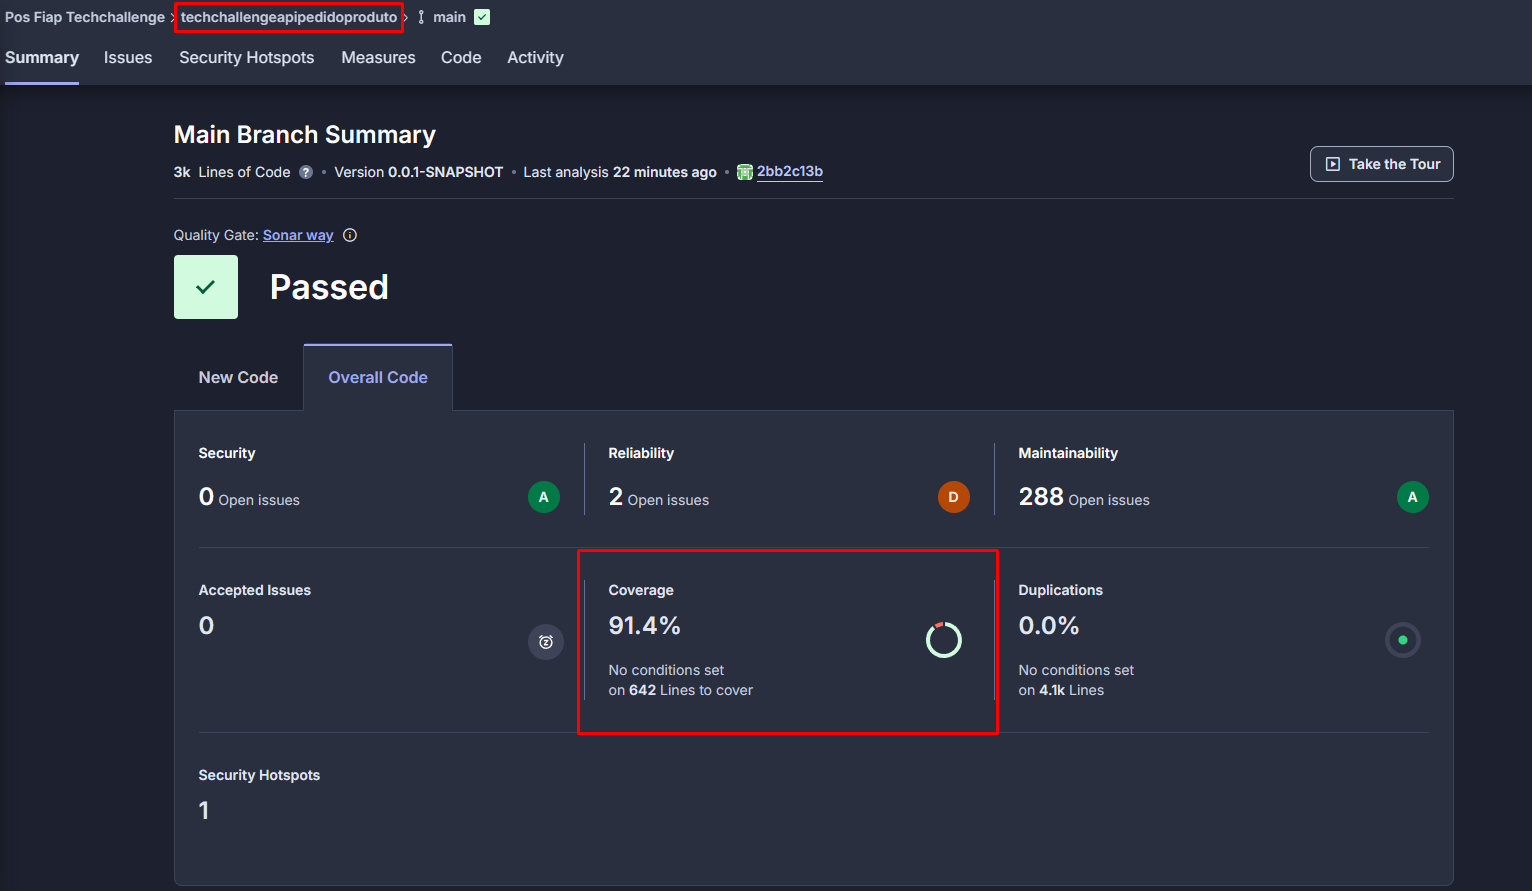 Pos Fiap Techchallenge > techchallengeapipedidoproduto > main
Summary Issues Security Hotspots Measures Code Activity
Main Branch Summary
3k Lines of Code ? • Version 0.0.1-SNAPSHOT • Last analysis 22 minutes ago • 2bb2c13b
Take the Tour
Quality Gate: Sonar way
Passed
New Code Overall Code
Security
0 Open issues
A
Reliability
2 Open issues
D
Maintainability
288 Open issues
A
Accepted Issues
0
Coverage
91.4%
No conditions set
on 642 Lines to cover
Duplications
0.0%
No conditions set
on 4.1k Lines
Security Hotspots
1